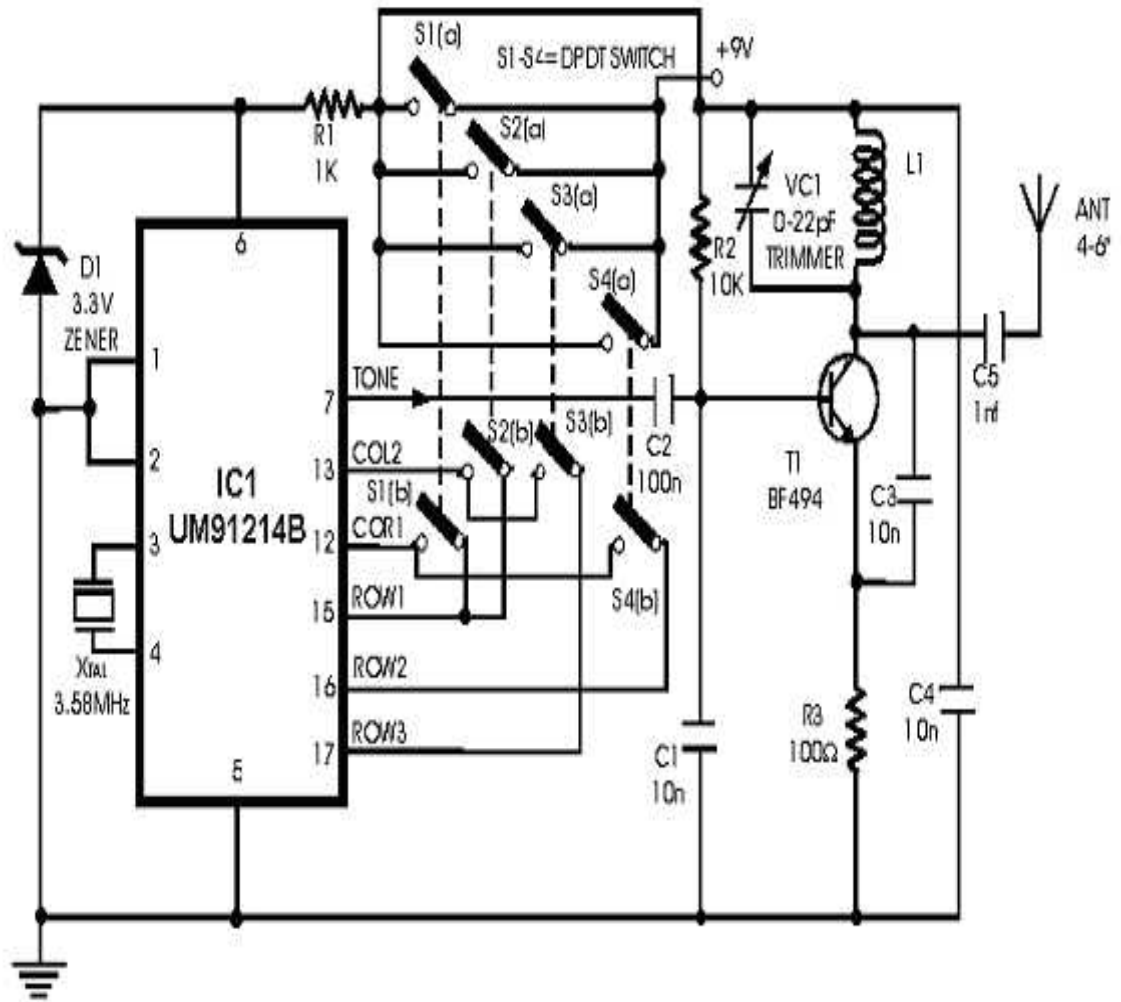 S1(a)
S1-S4=DPDT SWITCH
+9V
R1
1K
S2(a)
S3(a)
S4(a)
R2
10K
VC1
0-22pF
TRIMMER
L1
ANT
4-6"
D1
3.3V
ZENER
6
1
2
3
4
5
IC1
UM91214B
7
13
12
15
16
17
TONE
COL2
COR1
ROW1
ROW2
ROW3
S2(b)
S3(b)
S1(b)
S4(b)
C2
100n
T1
BF494
C3
10n
C5
1nf
XTAL
3.58MHz
C1
10n
R3
100Ω
C4
10n